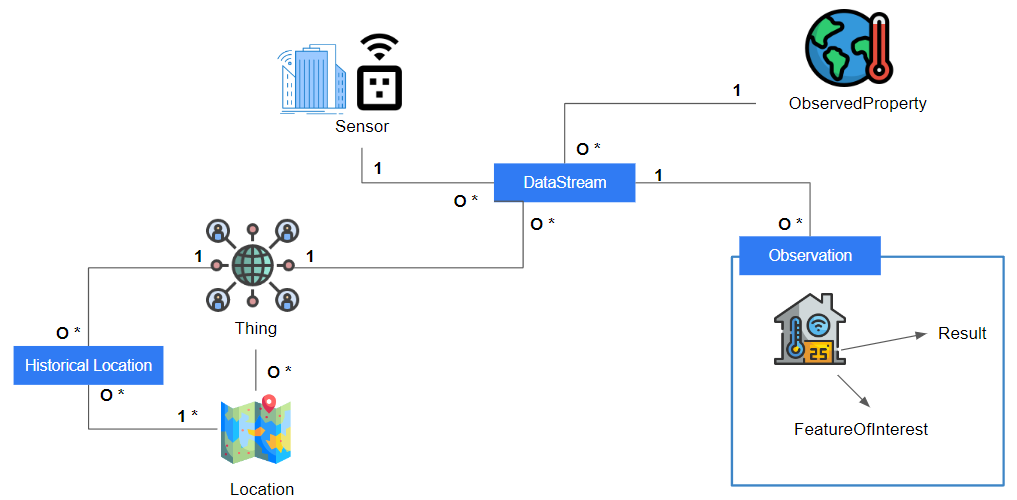 ObservedProperty
1
Sensor
O *
1
DataStream
1
O *
O *
O *
Observation
1
1
Thing
O *
Historical Location
O *
O *
1 *
Location
25
Result
FeatureOfInterest